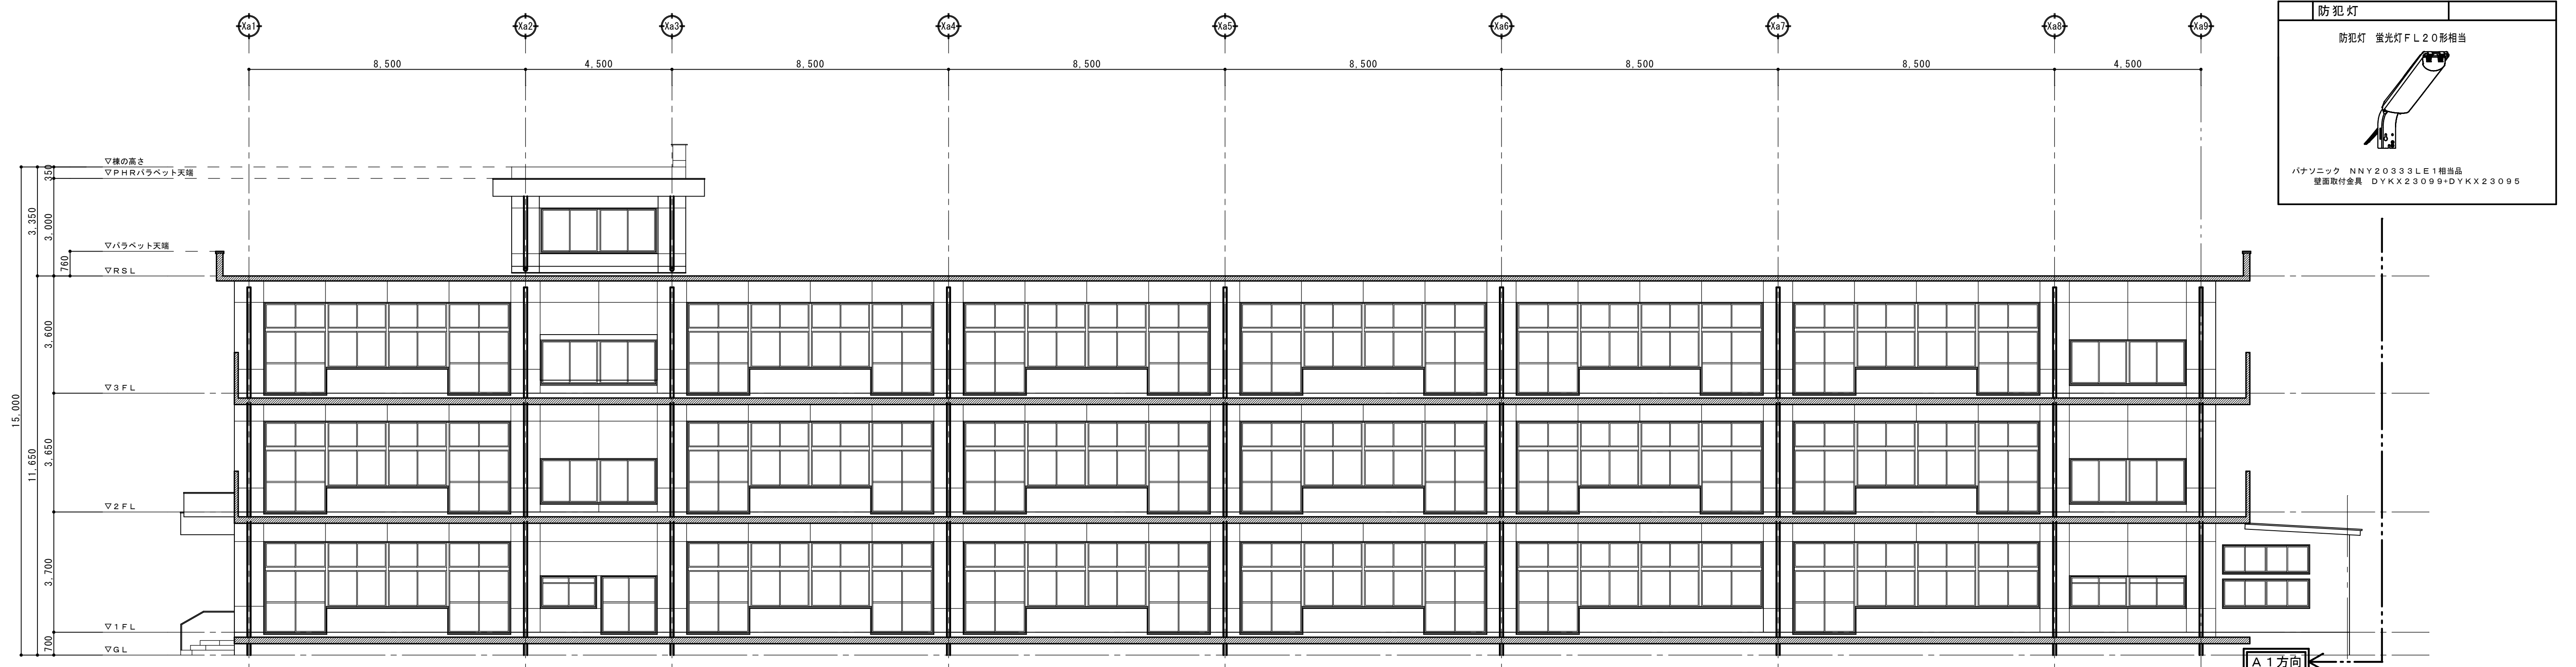 Xa1 Xa2 Xa3 Xa4 Xa5 Xa6 Xa7 Xa8 Xa9
8,500 4,500 8,500 8,500 8,500 8,500 8,500 4,500
防犯灯
防犯灯 蛍光灯FL20形相当
パナソニック NNY20333LE1相当品
壁面取付金具 DYKX23099+DYKX23095
▽棟の高さ
350
▽PHRパラペット天端
3,350
3,000
▽パラペット天端
760
▽RSL
3,600
▽3FL
15,000
11,650
3,650
▽2FL
3,700
▽1FL
700
▽GL
A1方向